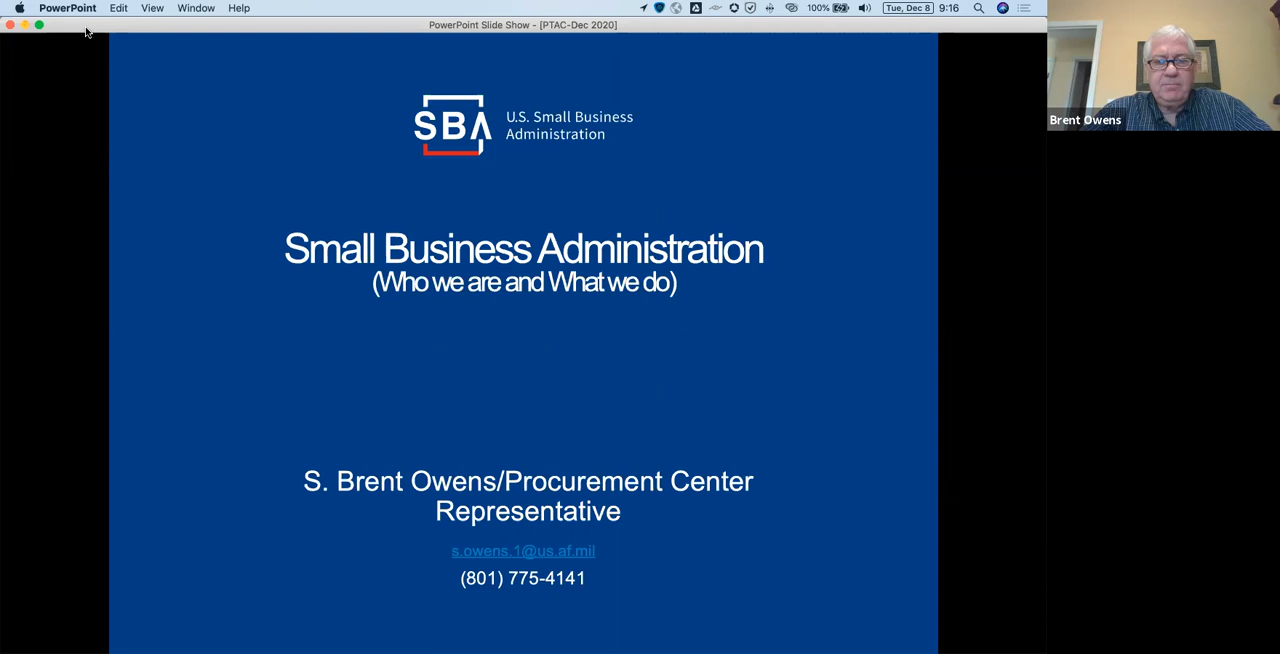 PowerPoint Edit View Window Help 100% Tue, Dec 8 9:16
PowerPoint Slide Show - [PTAC-Dec 2020]
Brent Owens
SBA U.S. Small Business
Administration
Small Business Administration
(Who we are and What we do)
S. Brent Owens/Procurement Center
Representative
s.owens.1@us.af.mil
(801) 775-4141